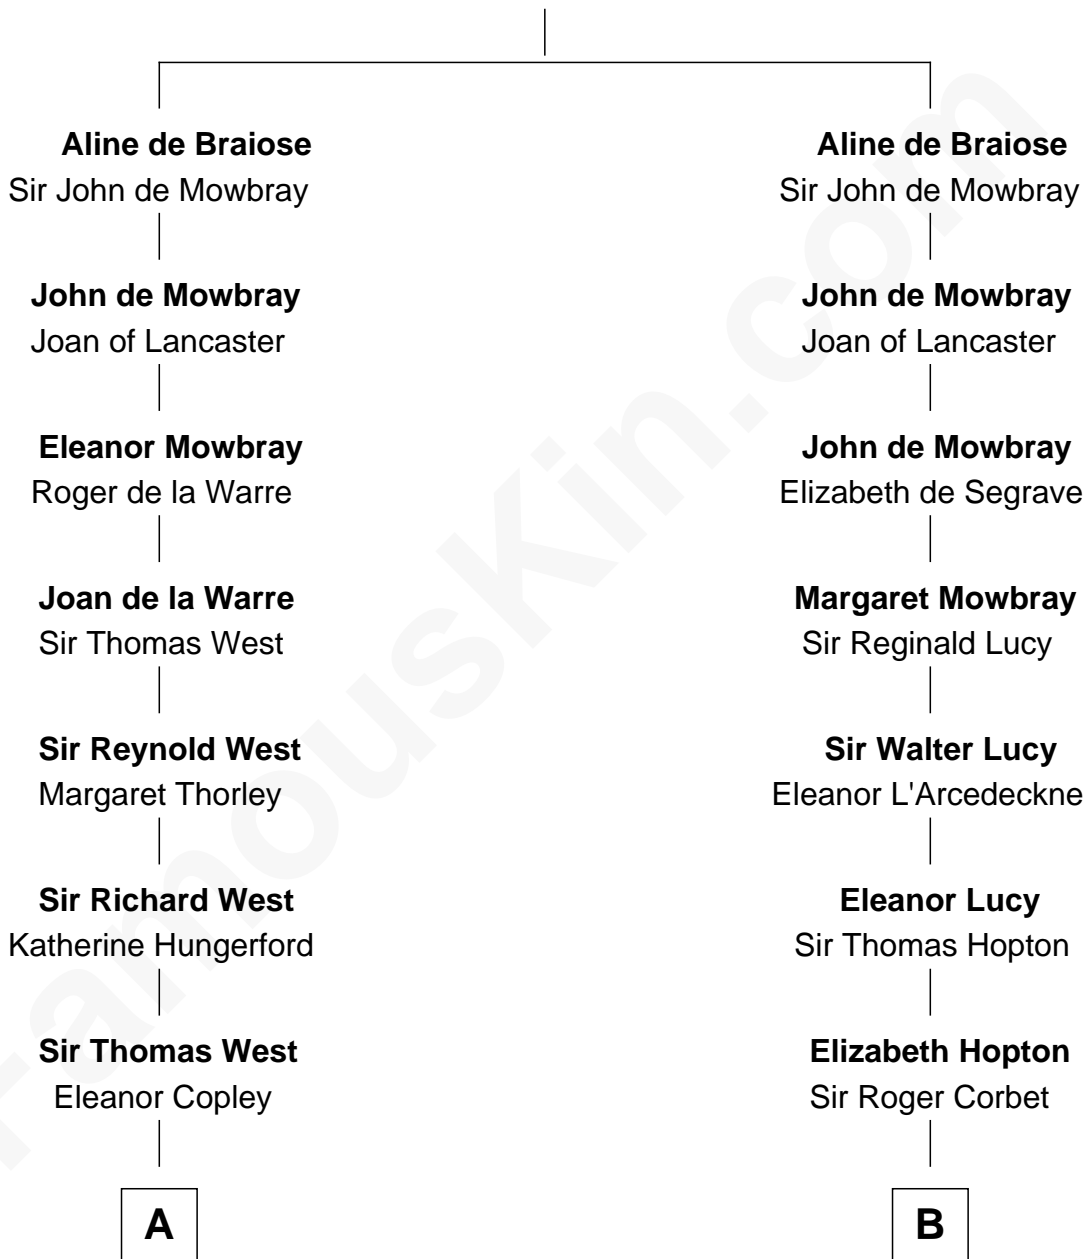 Aline de Braiose
Sir John de Mowbray
John de Mowbray
Joan of Lancaster
Eleanor Mowbray
Roger de la Warre
Joan de la Warre
Sir Thomas West
Sir Reynold West
Margaret Thorley
Sir Richard West
Katherine Hungerford
Sir Thomas West
Eleanor Copley
A
Aline de Braiose
Sir John de Mowbray
John de Mowbray
Joan of Lancaster
John de Mowbray
Elizabeth de Segrave
Margaret Mowbray
Sir Reginald Lucy
Sir Walter Lucy
Eleanor L'Arcedeckne
Eleanor Lucy
Sir Thomas Hopton
Elizabeth Hopton
Sir Roger Corbet
B
FamousKin.com